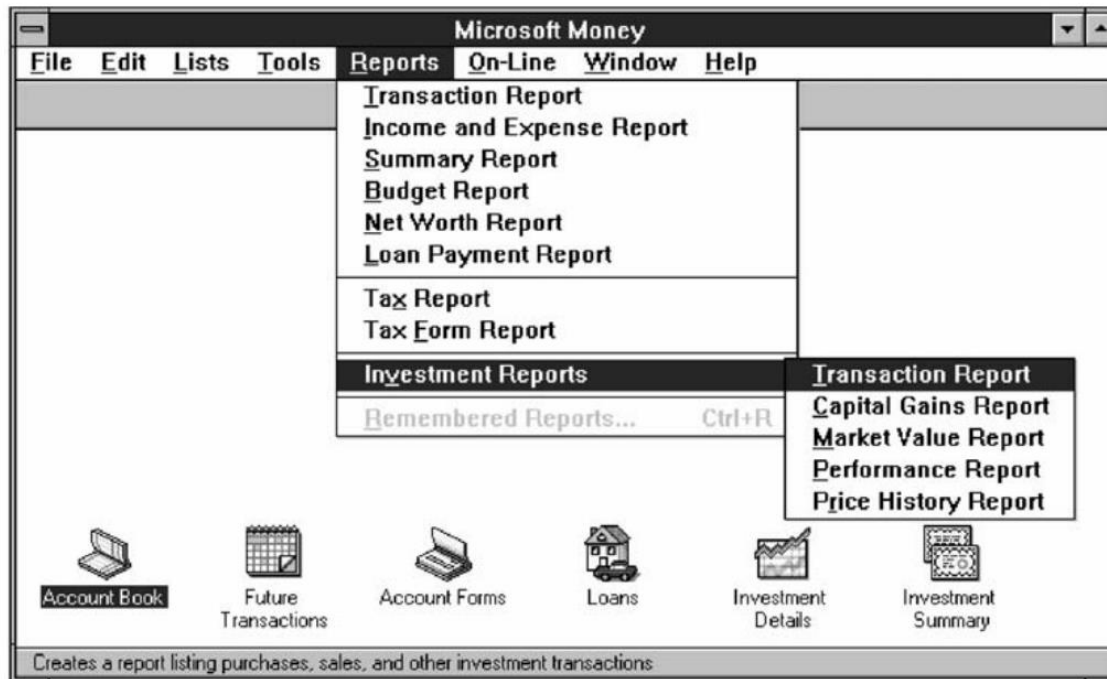 Microsoft Money
File Edit Lists Tools Reports On-Line Window Help
Transaction Report
Income and Expense Report
Summary Report
Budget Report
Net Worth Report
Loan Payment Report
Tax Report
Tax Form Report
Investment Reports
Remembered Reports... Ctrl+R
Transaction Report
Capital Gains Report
Market Value Report
Performance Report
Price History Report
Account Book
Future
Transactions
Account Forms
Loans
Investment
Details
Investment
Summary
Creates a report listing purchases, sales, and other investment transactions